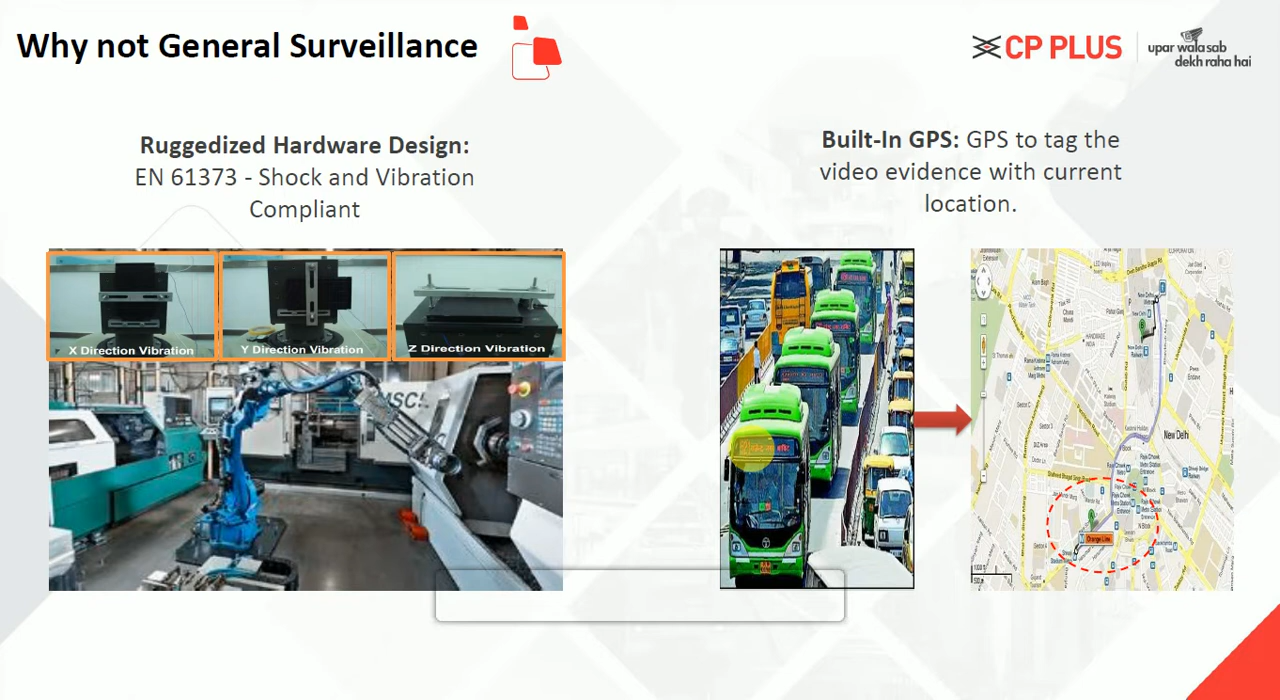 Why not General Surveillance
CP PLUS
upar wala sab
dekh raha hai
Ruggedized Hardware Design:
EN 61373 - Shock and Vibration
Compliant
Built-In GPS: GPS to tag the
video evidence with current
location.
X Direction Vibration
Y Direction Vibration
Z Direction Vibration
New Delhi
Orange Line